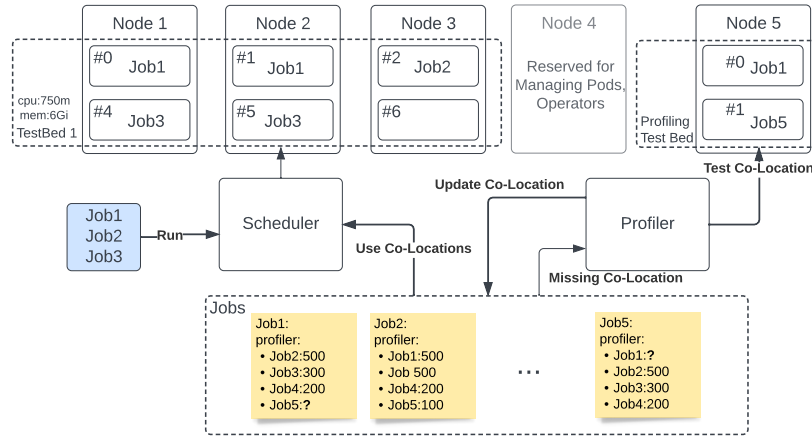 Node 1
Node 2
Node 3
Node 4
Node 5
#0
Job1
#1
Job1
#2
Job2
Reserved for
Managing Pods,
Operators
#0
Job1
cpu:750m
mem:6Gi
TestBed 1
#4
Job3
#5
Job3
#6
Profiling
Test Bed
#1
Job5
Test Co-Location
Update Co-Location
Job1
Job2
Job3
Run
Scheduler
Use Co-Locations
Profiler
Missing Co-Location
Jobs
Job1:
profiler:
• Job2:500
• Job3:300
• Job4:200
• Job5:?
Job2:
profiler:
• Job1:500
• Job 500
• Job4:200
• Job5:100
...
Job5:
profiler:
• Job1:?
• Job2:500
• Job3:300
• Job4:200